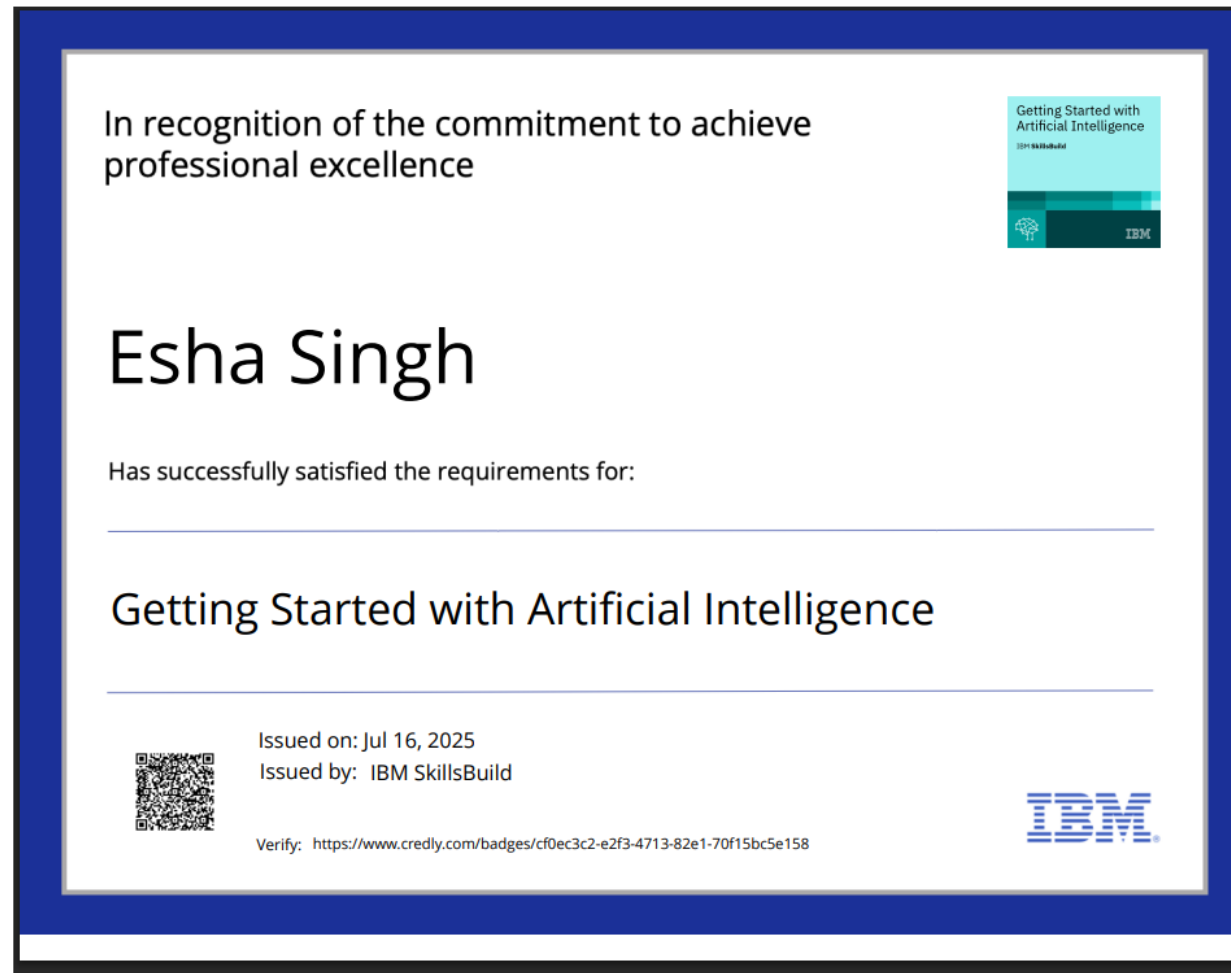 In recognition of the commitment to achieve
professional excellence
Getting Started with
Artificial Intelligence
IBM SkillsBuild
IBM
Esha Singh
Has successfully satisfied the requirements for:
Getting Started with Artificial Intelligence
Issued on: Jul 16, 2025
Issued by: IBM SkillsBuild
Verify: https://www.credly.com/badges/cf0ec3c2-e2f3-4713-82e1-70f15bc5e158
IBM®